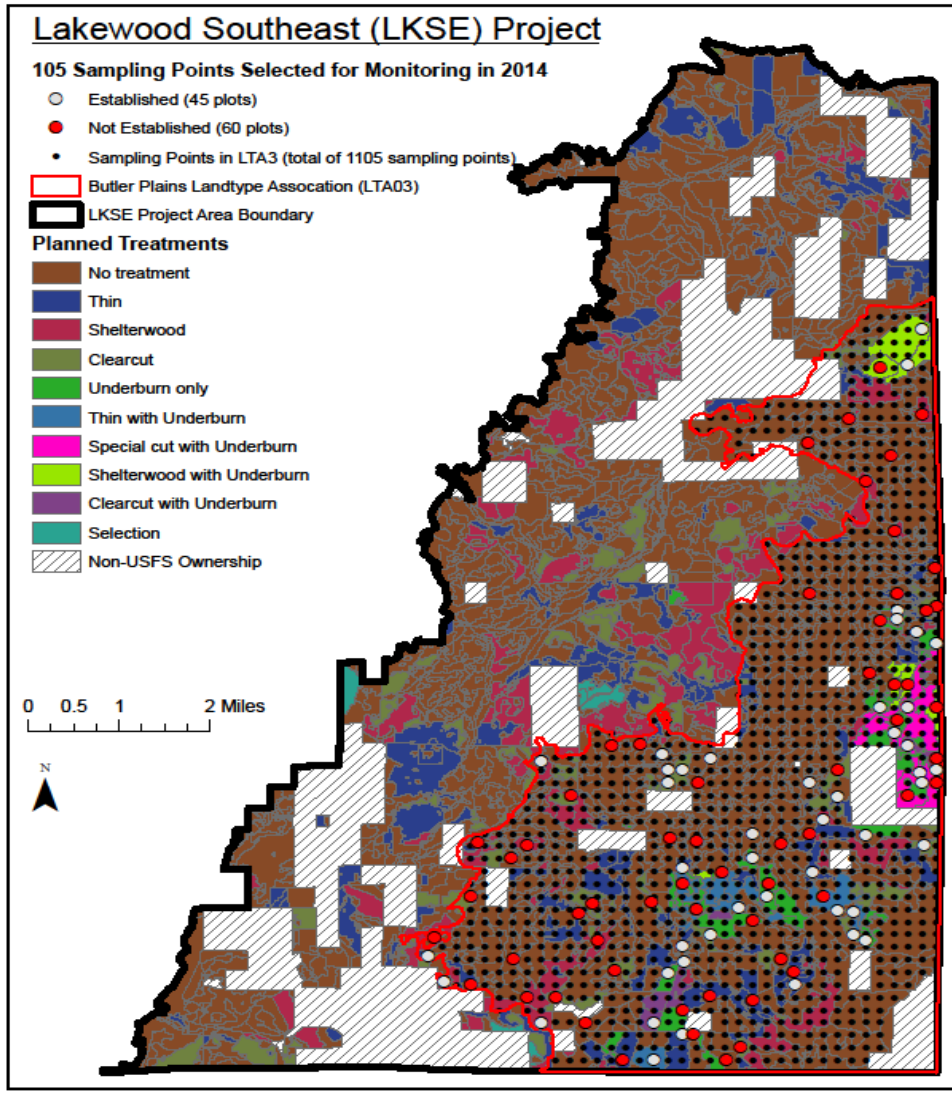 Lakewood Southeast (LKSE) Project
105 Sampling Points Selected for Monitoring in 2014
Established (45 plots)
Not Established (60 plots)
Sampling Points in LTA3 (total of 1105 sampling points)
Butler Plains Landtype Assocation (LTA03)
LKSE Project Area Boundary
Planned Treatments
No treatment
Thin
Shelterwood
Clearcut
Underburn only
Thin with Underburn
Special cut with Underburn
Shelterwood with Underburn
Clearcut with Underburn
Selection
Non-USFS Ownership
0 0.5 1 2 Miles
N